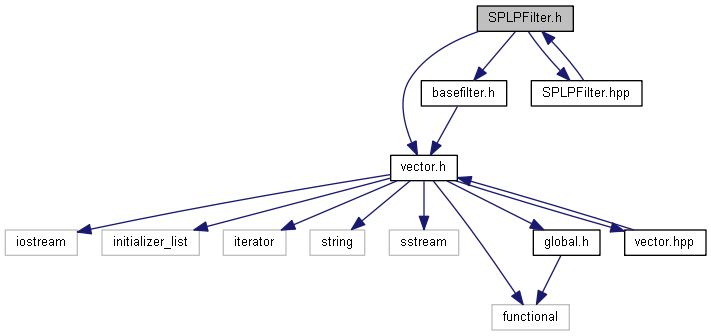 SPLPFilter.h
basefilter.h
SPLPFilter.hpp
vector.h
iostream
initializer_list
iterator
string
sstream
global.h
vector.hpp
functional